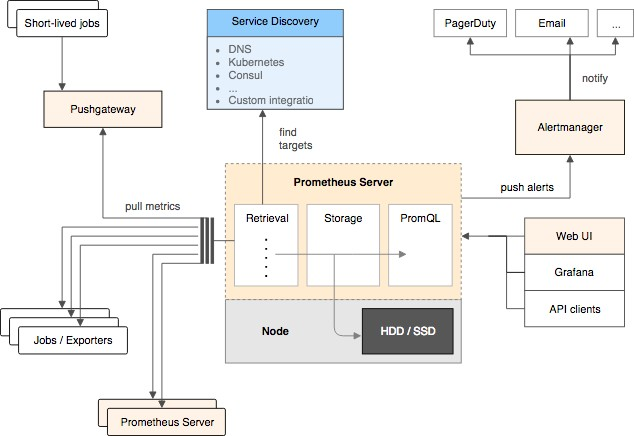 Short-lived jobs
Service Discovery
• DNS
• Kubernetes
• Consul
• ...
• Custom integratio
PagerDuty
Email
...
notify
Pushgateway
Alertmanager
find
targets
Prometheus Server
push alerts
pull metrics
Retrieval
Storage
PromQL
Web UI
Grafana
API clients
Jobs / Exporters
Node
HDD / SSD
Prometheus Server